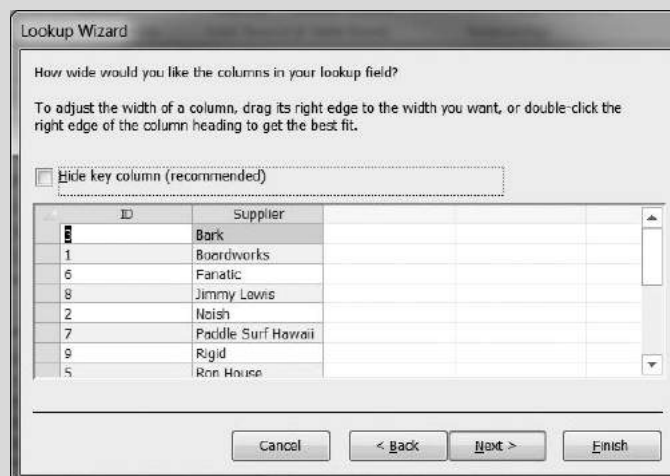 Lookup Wizard
How wide would you like the columns in your lookup field?
To adjust the width of a column, drag its right edge to the width you want, or double-click the
right edge of the column heading to get the best fit.
Hide key column (recommended)
ID Supplier
3 Bark
1 Boardworks
6 Fanatic
8 Jimmy Lewis
2 Naish
7 Paddle Surf Hawaii
9 Rigid
5 Ron House
Cancel < Back Next > Finish